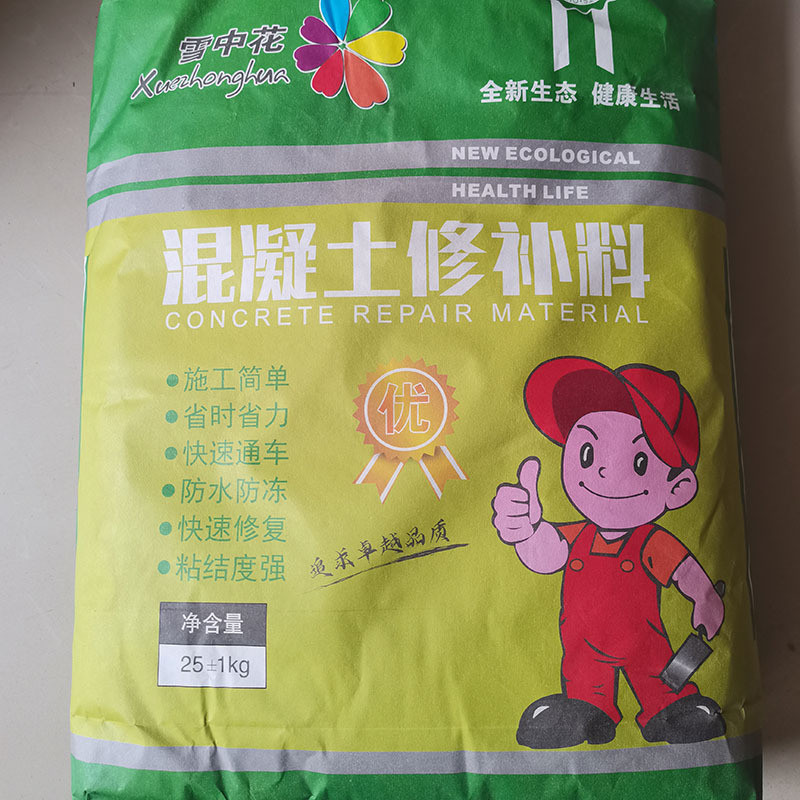 雪中花
Xuezhonghua
全新生态 健康生活
NEW ECOLOGICAL
HEALTH LIFE
混凝土修补料
CONCRETE REPAIR MATERIAL
施工简单
省时省力
快速通车
防水防冻
快速修复
粘结度强
优
追求卓越品质
净含量
25±1kg